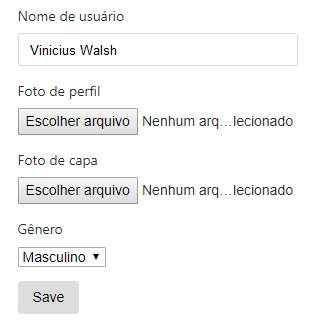 Nome de usuário
Vinicius Walsh
Foto de perfil
Escolher arquivo Nenhum arq...lecionado
Foto de capa
Escolher arquivo Nenhum arq...lecionado
Gênero
Masculino
Save